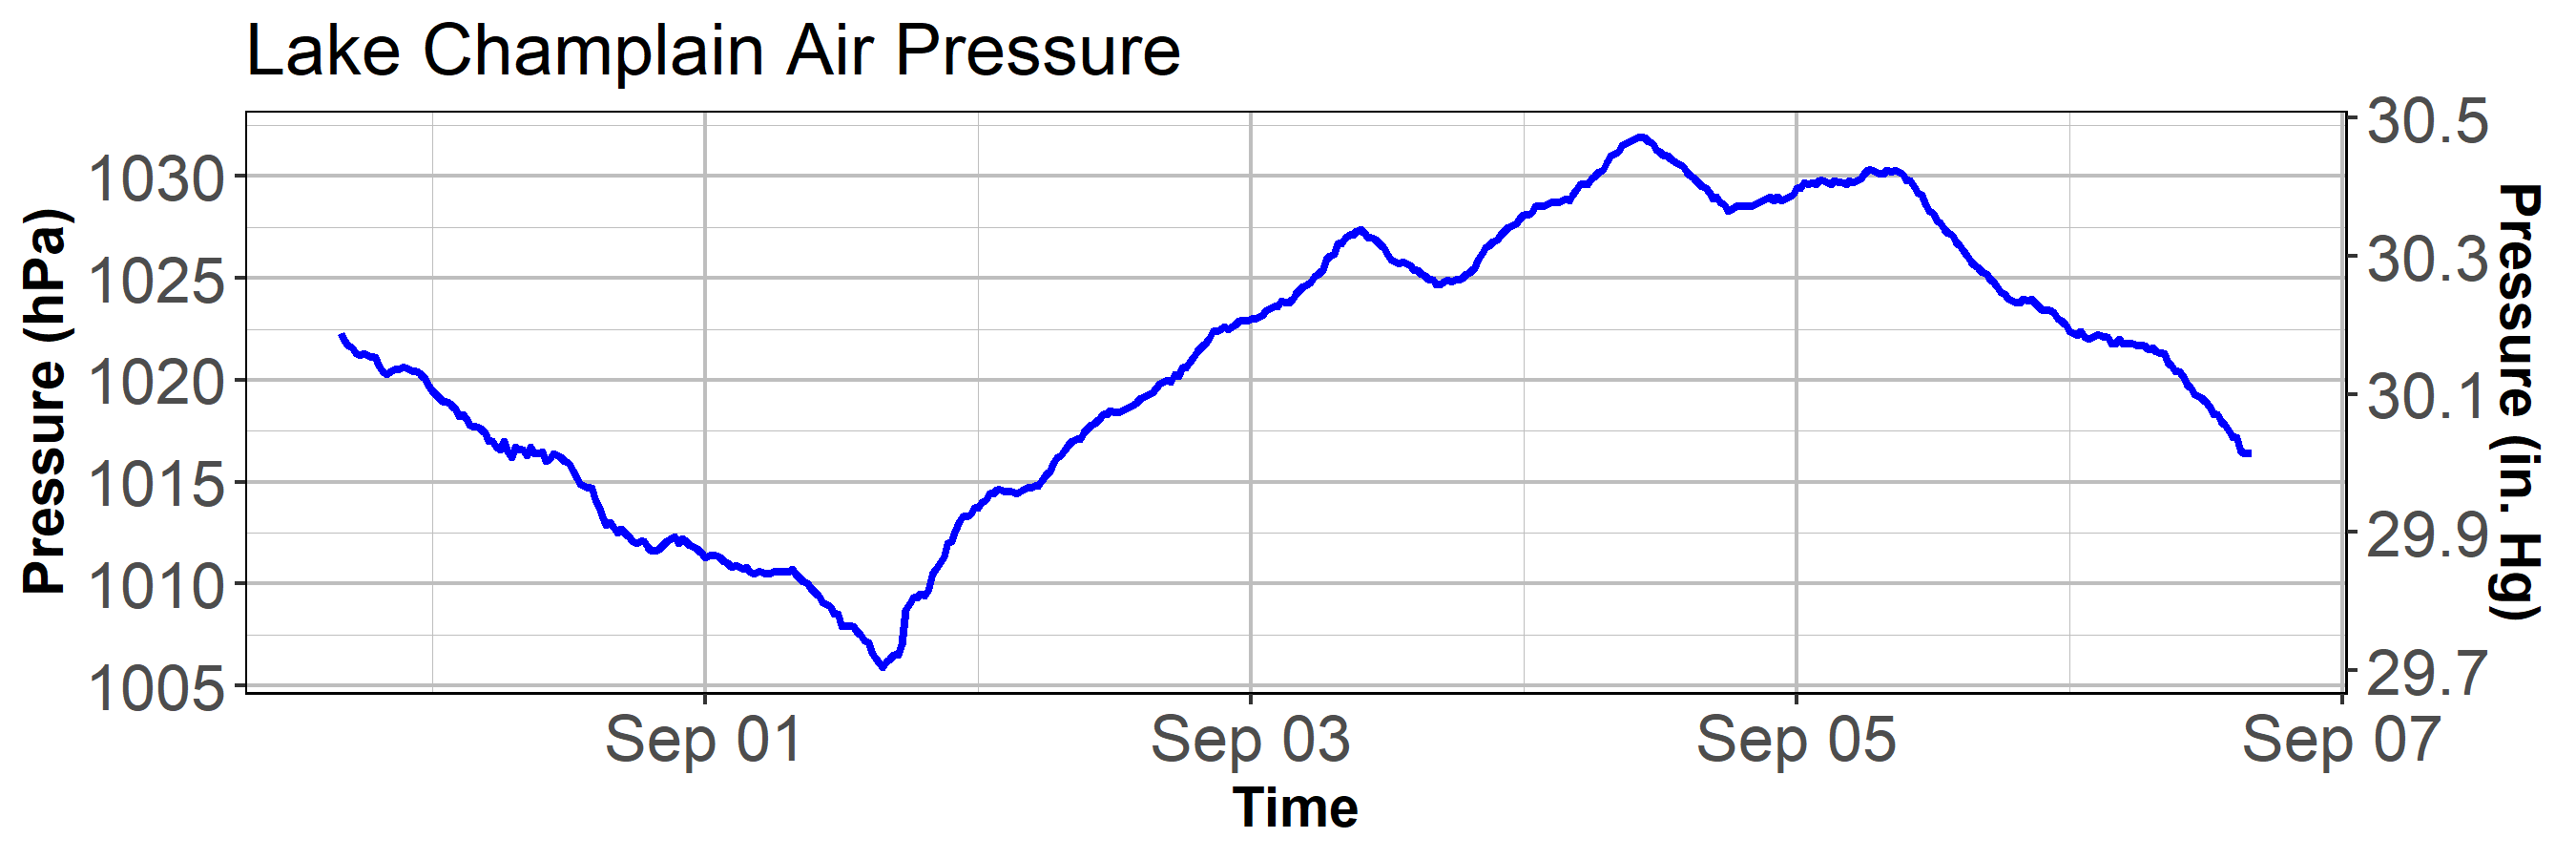 Lake Champlain Air Pressure
Pressure (hPa)
1030
1025
1020
1015
1010
1005
30.5
30.3
30.1
29.9
29.7
Pressure (in. Hg)
Sep 01 Sep 03 Sep 05 Sep 07
Time